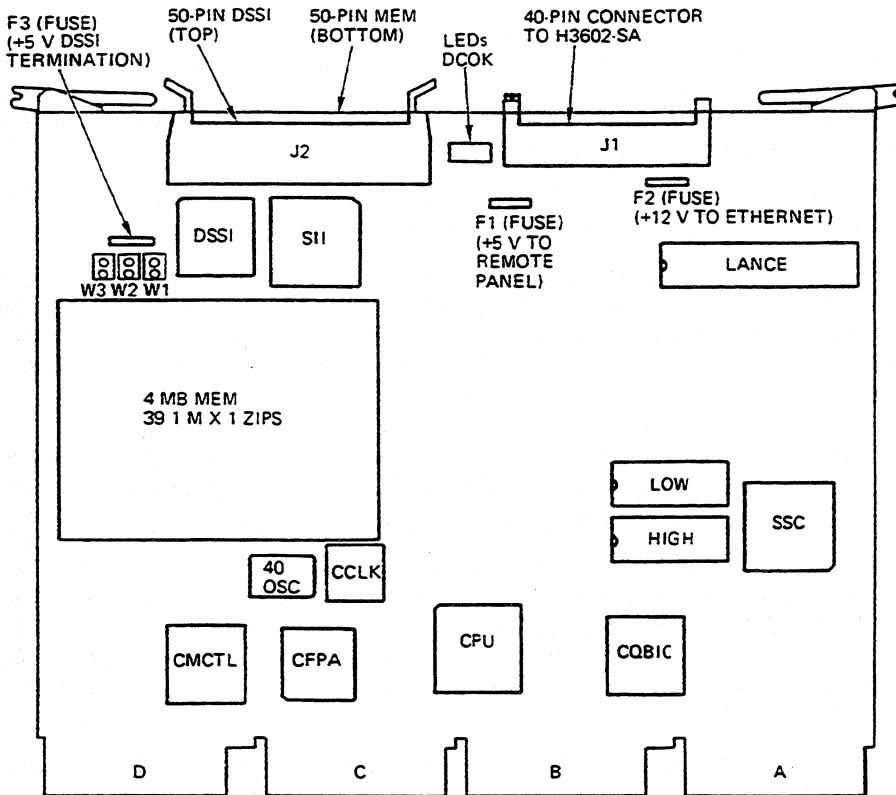 F3 (FUSE)
(+5 V DSSI
TERMINATION)
50-PIN DSSI
(TOP)
50-PIN MEM
(BOTTOM)
LEDs
DCOK
40-PIN CONNECTOR
TO H3602-SA
J2
J1
DSSI
SII
F1 (FUSE)
(+5 V TO
REMOTE
PANEL)
F2 (FUSE)
(+12 V TO ETHERNET)
LANCE
W3 W2 W1
4 MB MEM
39 1 M X 1 ZIPS
LOW
HIGH
SSC
40
OSC
CCLK
CMCTL
CFPA
CPU
CQBIC
D
C
B
A